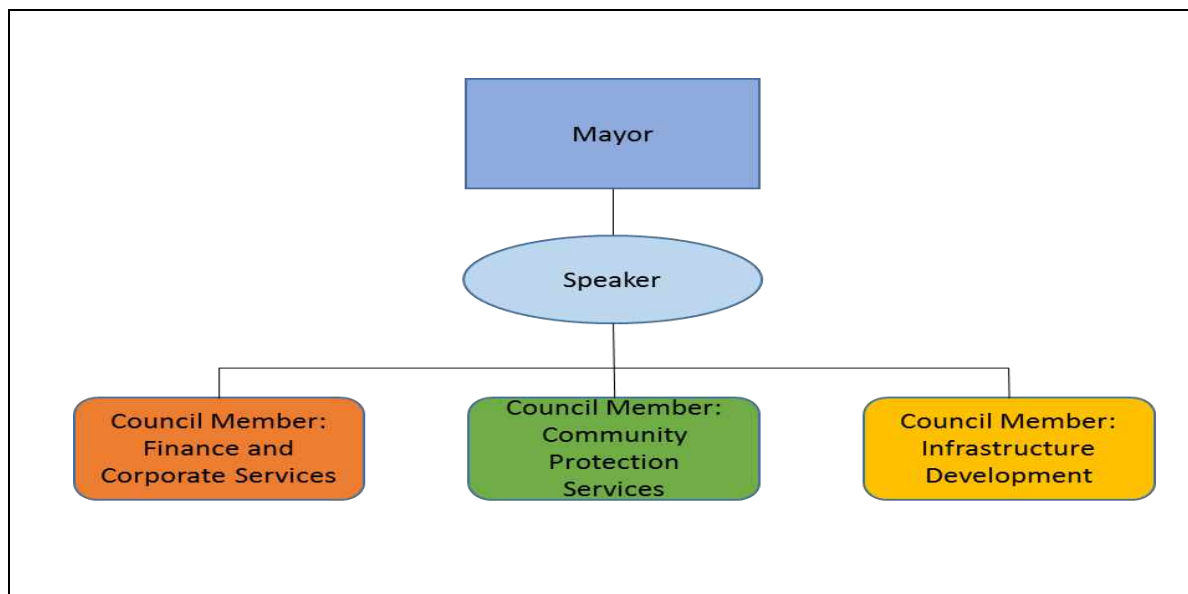 Mayor
Speaker
Council Member:
Finance and
Corporate Services
Council Member:
Community
Protection
Services
Council Member:
Infrastructure
Development